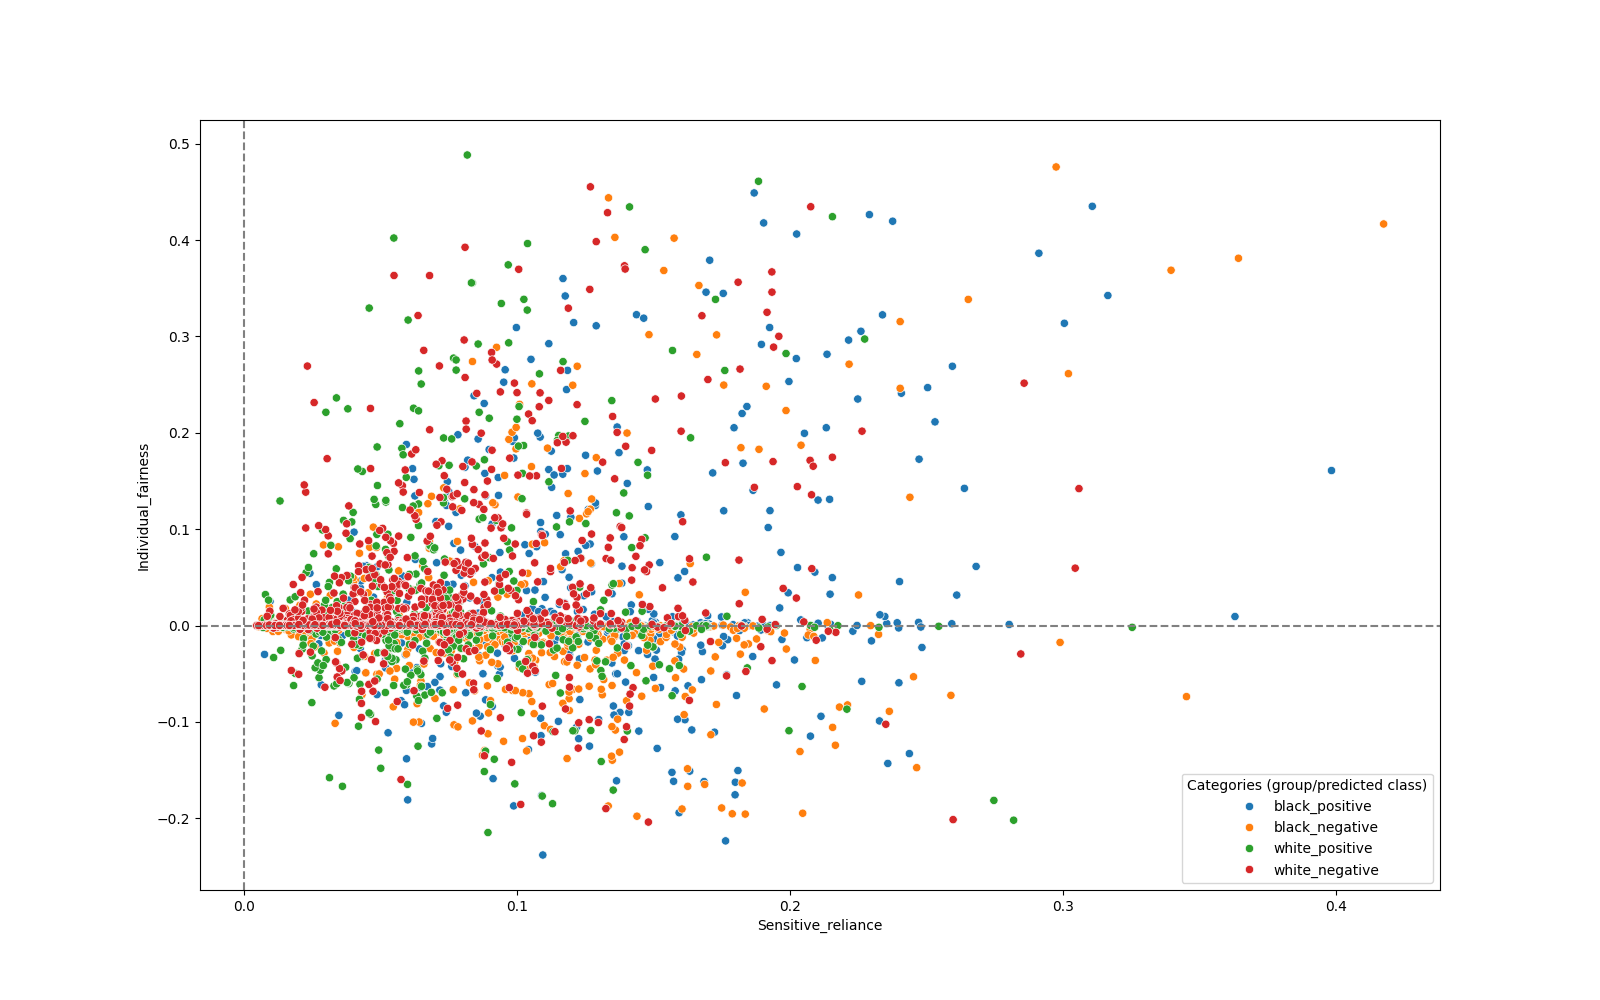 0.5
0.4
0.3
0.2
0.1
0.0
−0.1
−0.2
Individual_fairness
0.0
0.1
0.2
0.3
0.4
Sensitive_reliance
Categories (group/predicted class)
black_positive
black_negative
white_positive
white_negative